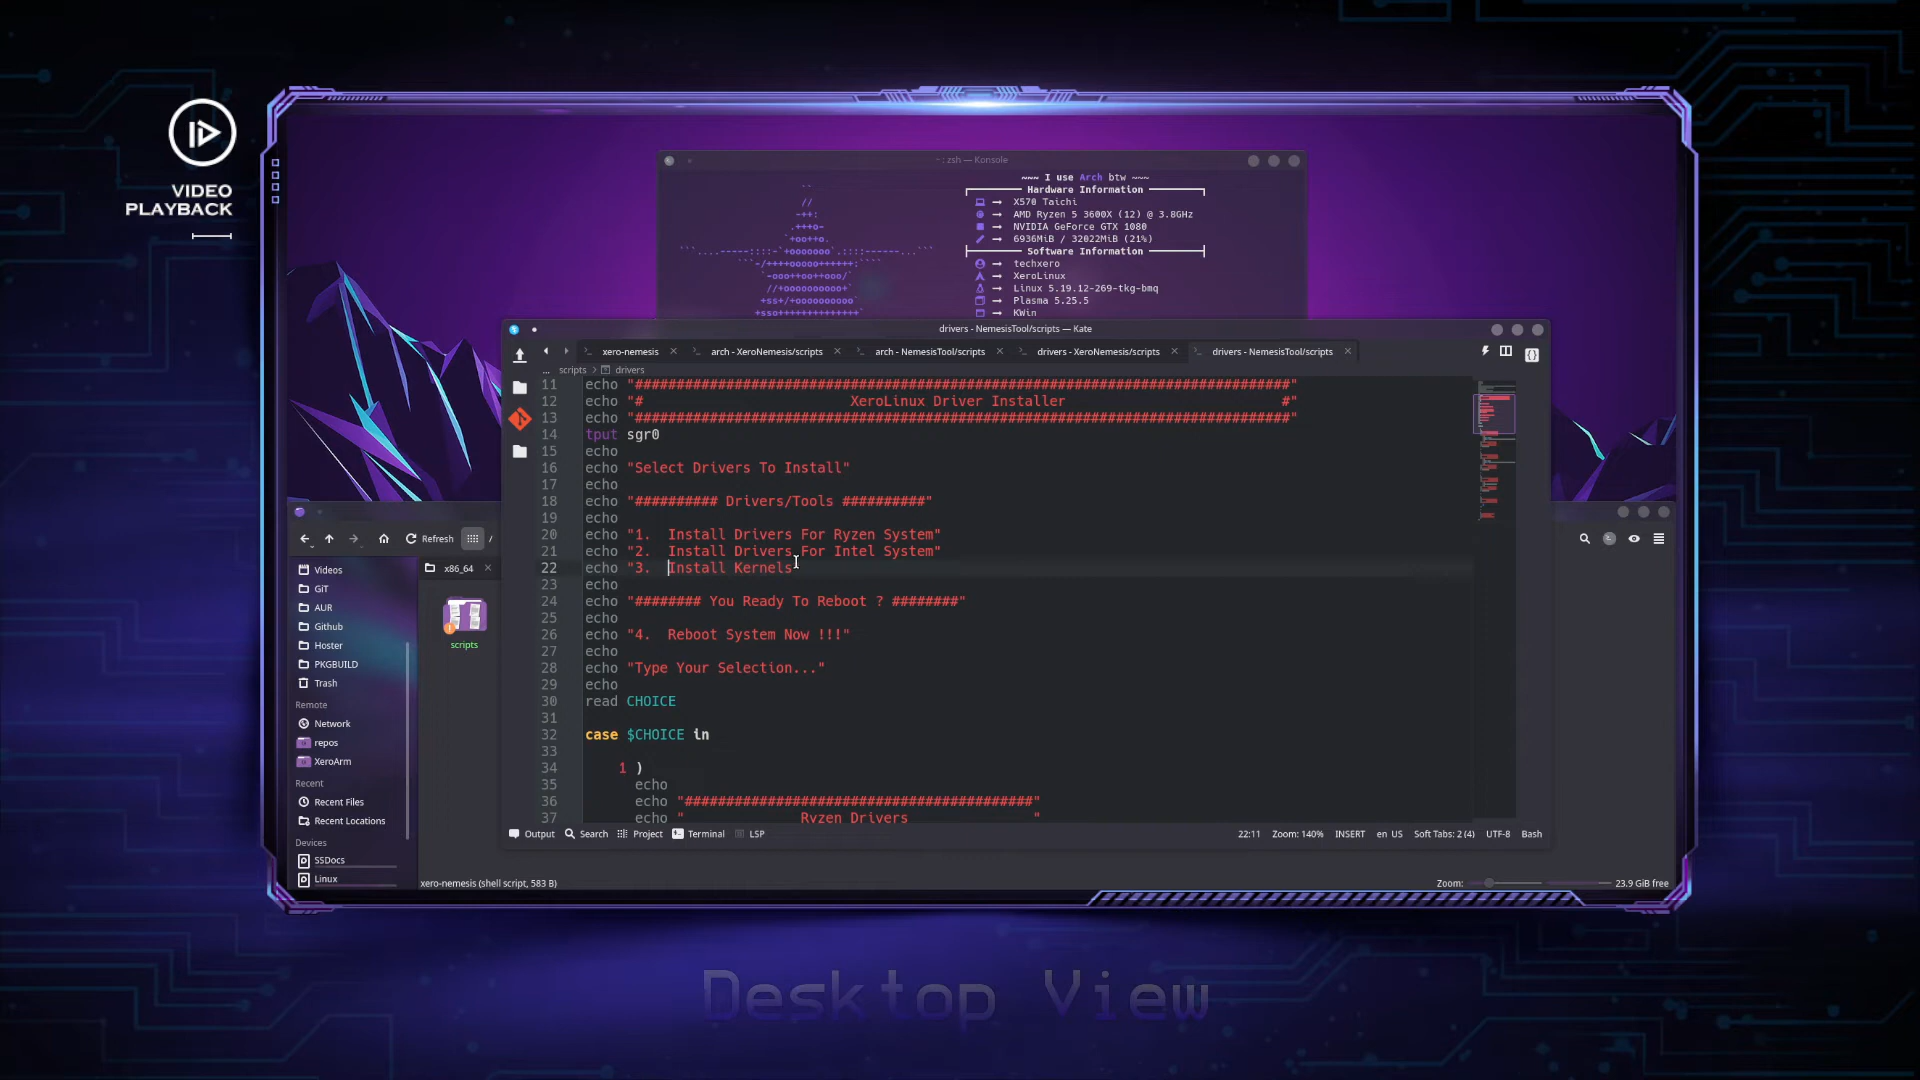 VIDEO
PLAYBACK
~ : zsh — Konsole
~~~ I use Arch btw ~~~
Hardware Information
X570 Taichi
AMD Ryzen 5 3600X (12) @ 3.8GHz
NVIDIA GeForce GTX 1080
6936MiB / 32022MiB (21%)
Software Information
techxero
XeroLinux
Linux 5.19.12-269-tkg-bmq
Plasma 5.25.5
KWin
drivers - NemesisTool/scripts — Kate
xero-nemesis
arch - XeroNemesis/scripts
arch - NemesisTool/scripts
drivers - XeroNemesis/scripts
drivers - NemesisTool/scripts
... scripts > drivers
11 echo "###############################################################################"
12 echo "#                         XeroLinux Driver Installer                          #"
13 echo "###############################################################################"
14 tput sgr0
15 echo
16 echo "Select Drivers To Install"
17 echo
18 echo "########## Drivers/Tools ##########"
19 echo
20 echo "1.  Install Drivers For Ryzen System"
21 echo "2.  Install Drivers For Intel System"
22 echo "3.  Install Kernels"
23 echo
24 echo "######## You Ready To Reboot ? ########"
25 echo
26 echo "4.  Reboot System Now !!!"
27 echo
28 echo "Type Your Selection..."
29 echo
30 read CHOICE
31
32 case $CHOICE in
33
34     1 )
35       echo
36       echo "##########################################"
37       echo "              Ryzen Drivers               "
Output Search Project Terminal LSP
22:11 Zoom: 140% INSERT en US Soft Tabs: 2 (4) UTF-8 Bash
Refresh /
Videos
GiT
AUR
Github
Hoster
PKGBUILD
Trash
Remote
Network
repos
XeroArm
Recent
Recent Files
Recent Locations
Devices
SSDocs
Linux
x86_64
scripts
xero-nemesis (shell script, 583 B)
Zoom:
23.9 GiB free
Desktop View